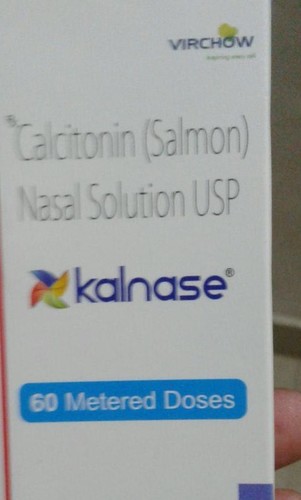 VIRCHOW
Calcitonin (Salmon)
Nasal Solution USP
kalnase®
60 Metered Doses